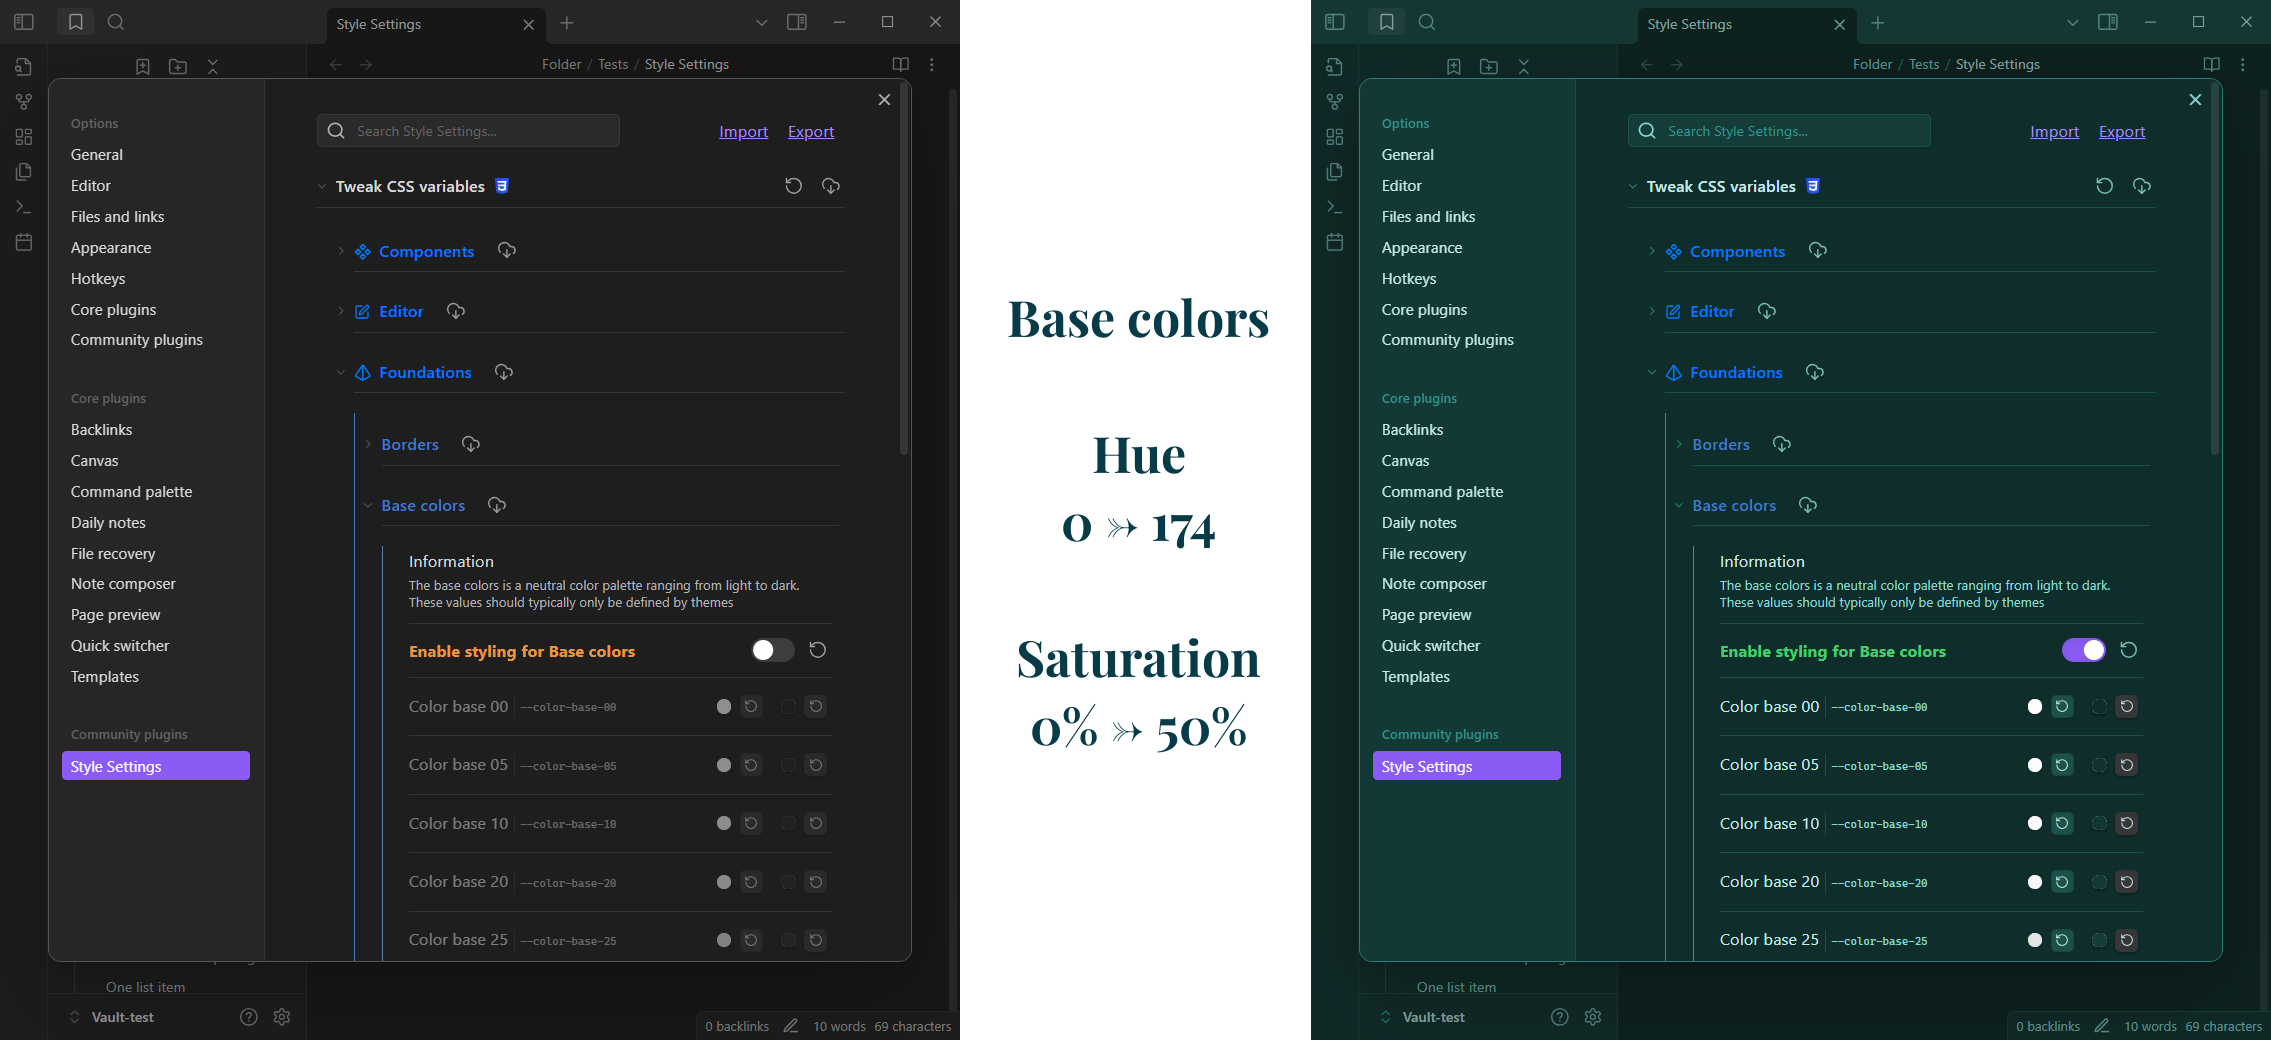 Style Settings
Folder / Tests / Style Settings
Options
General
Editor
Files and links
Appearance
Hotkeys
Core plugins
Community plugins
Core plugins
Backlinks
Canvas
Command palette
Daily notes
File recovery
Note composer
Page preview
Quick switcher
Templates
Community plugins
Style Settings
Search Style Settings...
Import Export
Tweak CSS variables
Components
Editor
Foundations
Borders
Base colors
Information
The base colors is a neutral color palette ranging from light to dark.
These values should typically only be defined by themes
Enable styling for Base colors
Color base 00 --color-base-00
Color base 05 --color-base-05
Color base 10 --color-base-10
Color base 20 --color-base-20
Color base 25 --color-base-25
One list item
Vault-test
0 backlinks 10 words 69 characters
Base colors
Hue
0 ⤖ 174
Saturation
0% ⤖ 50%
Style Settings
Folder / Tests / Style Settings
Options
General
Editor
Files and links
Appearance
Hotkeys
Core plugins
Community plugins
Core plugins
Backlinks
Canvas
Command palette
Daily notes
File recovery
Note composer
Page preview
Quick switcher
Templates
Community plugins
Style Settings
Search Style Settings...
Import Export
Tweak CSS variables
Components
Editor
Foundations
Borders
Base colors
Information
The base colors is a neutral color palette ranging from light to dark.
These values should typically only be defined by themes
Enable styling for Base colors
Color base 00 --color-base-00
Color base 05 --color-base-05
Color base 10 --color-base-10
Color base 20 --color-base-20
Color base 25 --color-base-25
One list item
Vault-test
0 backlinks 10 words 69 characters